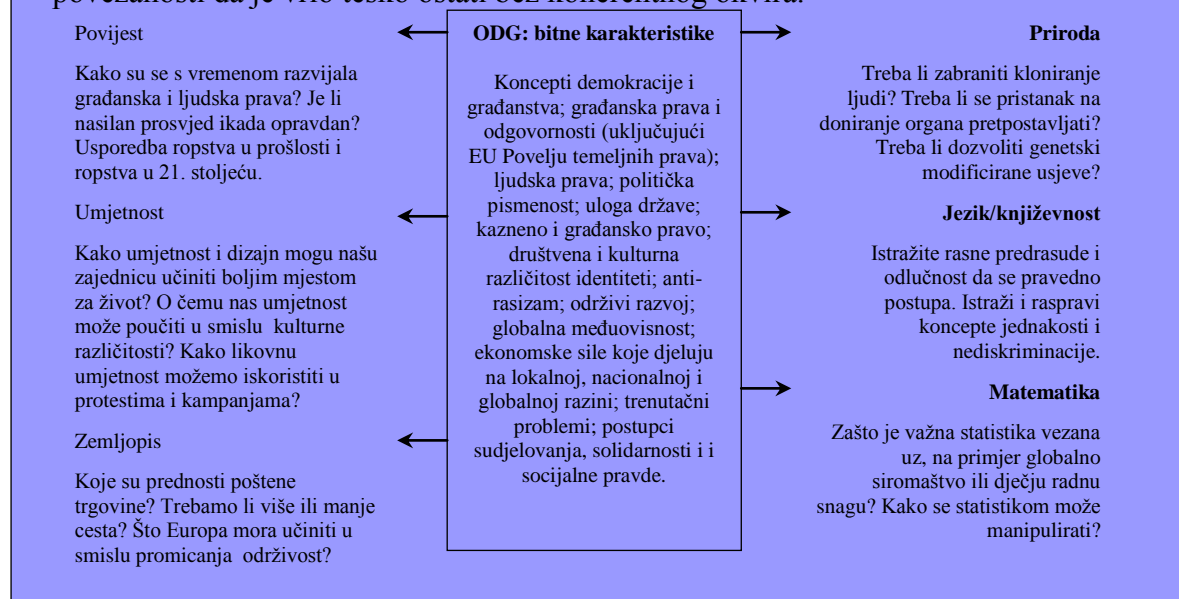 povezanosti da je vrlo teško ostati bez koherentnog okvira.
Povijest
Kako su se s vremenom razvijala
građanska i ljudska prava? Je li
nasilan prosvjed ikada opravdan?
Usporedba ropstva u prošlosti i
ropstva u 21. stoljeću.
Umjetnost
Kako umjetnost i dizajn mogu našu
zajednicu učiniti boljim mjestom
za život? O čemu nas umjetnost
može poučiti u smislu kulturne
različitosti? Kako likovnu
umjetnost možemo iskoristiti u
protestima i kampanjama?
Zemljopis
Koje su prednosti poštene
trgovine? Trebamo li više ili manje
cesta? Što Europa mora učiniti u
smislu promicanja održivost?
ODG: bitne karakteristike
Koncepti demokracije i
građanstva; građanska prava i
odgovornosti (uključujući
EU Povelju temeljnih prava);
ljudska prava; politička
pismenost; uloga države;
kazneno i građansko pravo;
društvena i kulturna
različitost identiteti; anti-
rasizam; održivi razvoj;
globalna međuovisnost;
ekonomske sile koje djeluju
na lokalnoj, nacionalnoj i
globalnoj razini; trenutačni
problemi; postupci
sudjelovanja, solidarnosti i i
socijalne pravde.
Priroda
Treba li zabraniti kloniranje
ljudi? Treba li se pristanak na
doniranje organa pretpostavljati?
Treba li dozvoliti genetski
modificirane usjeve?
Jezik/književnost
Istražite rasne predrasude i
odlučnost da se pravedno
postupa. Istraži i raspravi
koncepte jednakosti i
nediskriminacije.
Matematika
Zašto je važna statistika vezana
uz, na primjer globalno
siromaštvo ili dječju radnu
snagu? Kako se statistikom može
manipulirati?